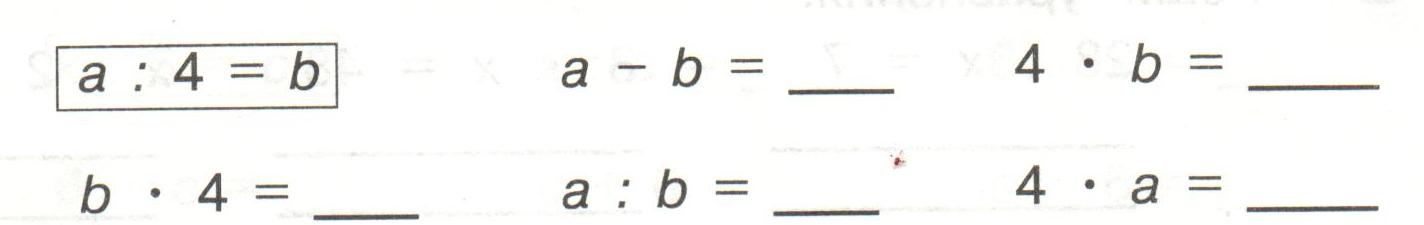 a : 4 = b a − b = ___ 4 · b = ___
b · 4 = ___ a : b = ___ 4 · a = ___